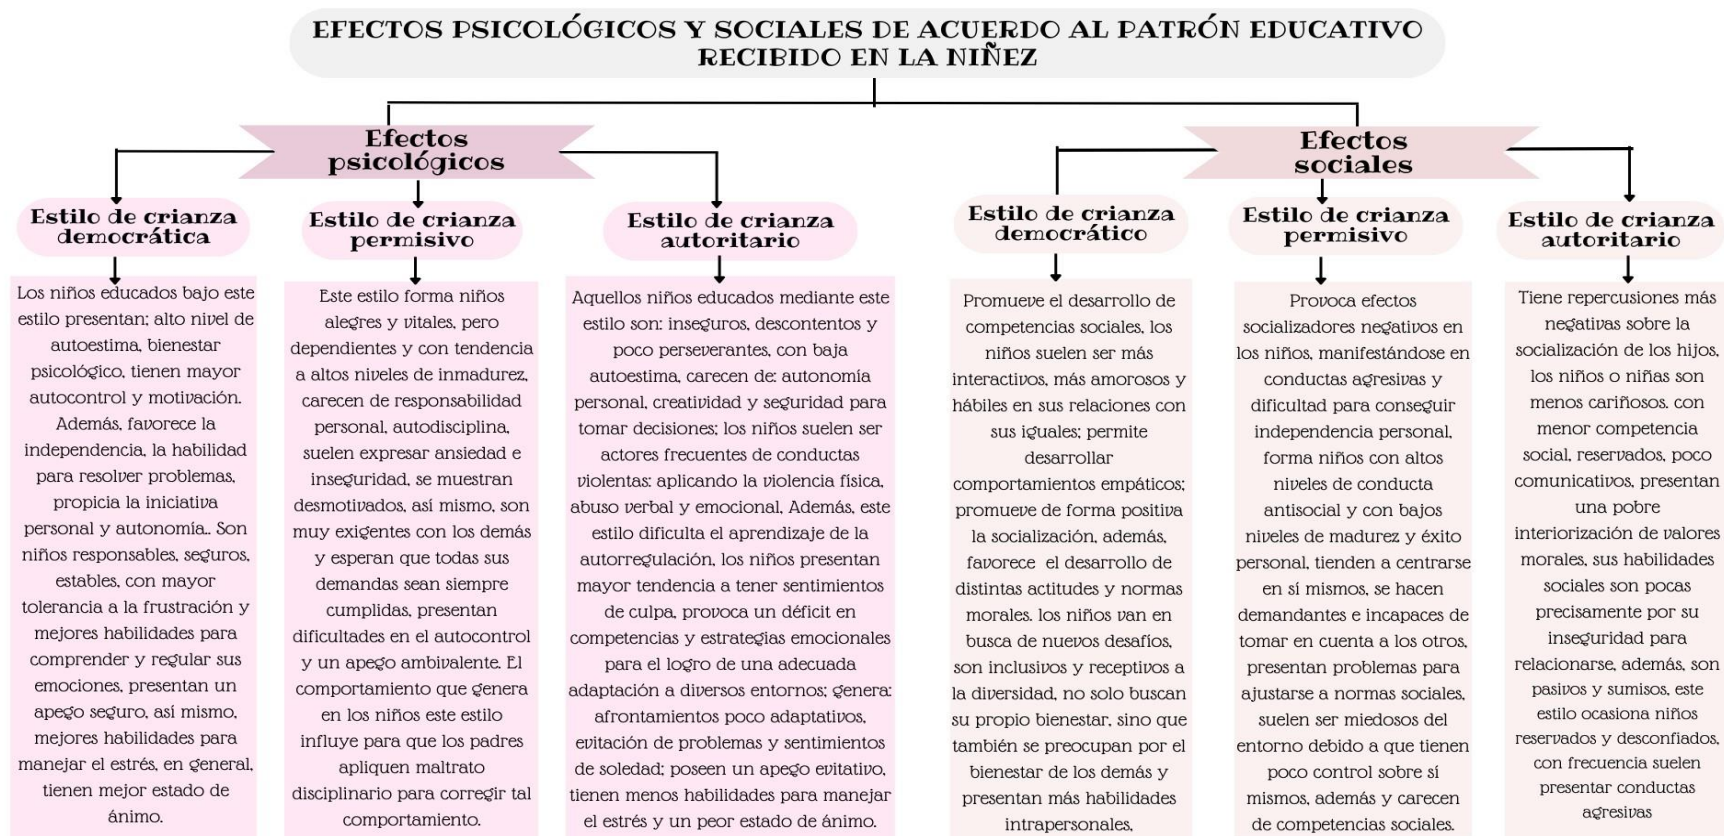 EFECTOS PSICOLÓGICOS Y SOCIALES DE ACUERDO AL PATRÓN EDUCATIVO
RECIBIDO EN LA NIÑEZ
Efectos
psicológicos
Estilo de crianza
democrática
Los niños educados bajo este
estilo presentan; alto nivel de
autoestima, bienestar
psicológico, tienen mayor
autocontrol y motivación.
Además, favorece la
independencia, la habilidad
para resolver problemas,
propicia la iniciativa
personal y autonomía.. Son
niños responsables, seguros,
estables, con mayor
tolerancia a la frustración y
mejores habilidades para
comprender y regular sus
emociones, presentan un
apego seguro, así mismo,
mejores habilidades para
manejar el estrés, en general,
tienen mejor estado de
ánimo.
Estilo de crianza
permisivo
Este estilo forma niños
alegres y vitales, pero
dependientes y con tendencia
a altos niveles de inmadurez,
carecen de responsabilidad
personal, autodisciplina,
suelen expresar ansiedad e
inseguridad, se muestran
desmotivados, así mismo, son
muy exigentes con los demás
y esperan que todas sus
demandas sean siempre
cumplidas, presentan
dificultades en el autocontrol
y un apego ambivalente. El
comportamiento que genera
en los niños este estilo
influye para que los padres
apliquen maltrato
disciplinario para corregir tal
comportamiento.
Estilo de crianza
autoritario
Aquellos niños educados mediante este
estilo son: inseguros, descontentos y
poco perseverantes, con baja
autoestima, carecen de: autonomía
personal, creatividad y seguridad para
tomar decisiones; los niños suelen ser
actores frecuentes de conductas
violentas: aplicando la violencia física,
abuso verbal y emocional, Además, este
estilo dificulta el aprendizaje de la
autorregulación, los niños presentan
mayor tendencia a tener sentimientos
de culpa, provoca un déficit en
competencias y estrategias emocionales
para el logro de una adecuada
adaptación a diversos entornos; genera:
afrontamientos poco adaptativos,
evitación de problemas y sentimientos
de soledad; poseen un apego evitativo,
tienen menos habilidades para manejar
el estrés y un peor estado de ánimo.
Efectos
sociales
Estilo de crianza
democrático
Promueve el desarrollo de
competencias sociales, los
niños suelen ser más
interactivos, más amorosos y
hábiles en sus relaciones con
sus iguales; permite
desarrollar
comportamientos empáticos;
promueve de forma positiva
la socialización, además,
favorece el desarrollo de
distintas actitudes y normas
morales. los niños van en
busca de nuevos desafíos,
son inclusivos y receptivos a
la diversidad, no solo buscan
su propio bienestar, sino que
también se preocupan por el
bienestar de los demás y
presentan más habilidades
intrapersonales,
Estilo de crianza
permisivo
Provoca efectos
socializadores negativos en
los niños, manifestándose en
conductas agresivas y
dificultad para conseguir
independencia personal,
forma niños con altos
niveles de conducta
antisocial y con bajos
niveles de madurez y éxito
personal, tienden a centrarse
en sí mismos, se hacen
demandantes e incapaces de
tomar en cuenta a los otros,
presentan problemas para
ajustarse a normas sociales,
suelen ser miedosos del
entorno debido a que tienen
poco control sobre sí
mismos, además y carecen
de competencias sociales.
Estilo de crianza
autoritario
Tiene repercusiones más
negativas sobre la
socialización de los hijos,
los niños o niñas son
menos cariñosos. con
menor competencia
social, reservados, poco
comunicativos, presentan
una pobre
interiorización de valores
morales, sus habilidades
sociales son pocas
precisamente por su
inseguridad para
relacionarse, además, son
pasivos y sumisos, este
estilo ocasiona niños
reservados y desconfiados,
con frecuencia suelen
presentar conductas
agresivas